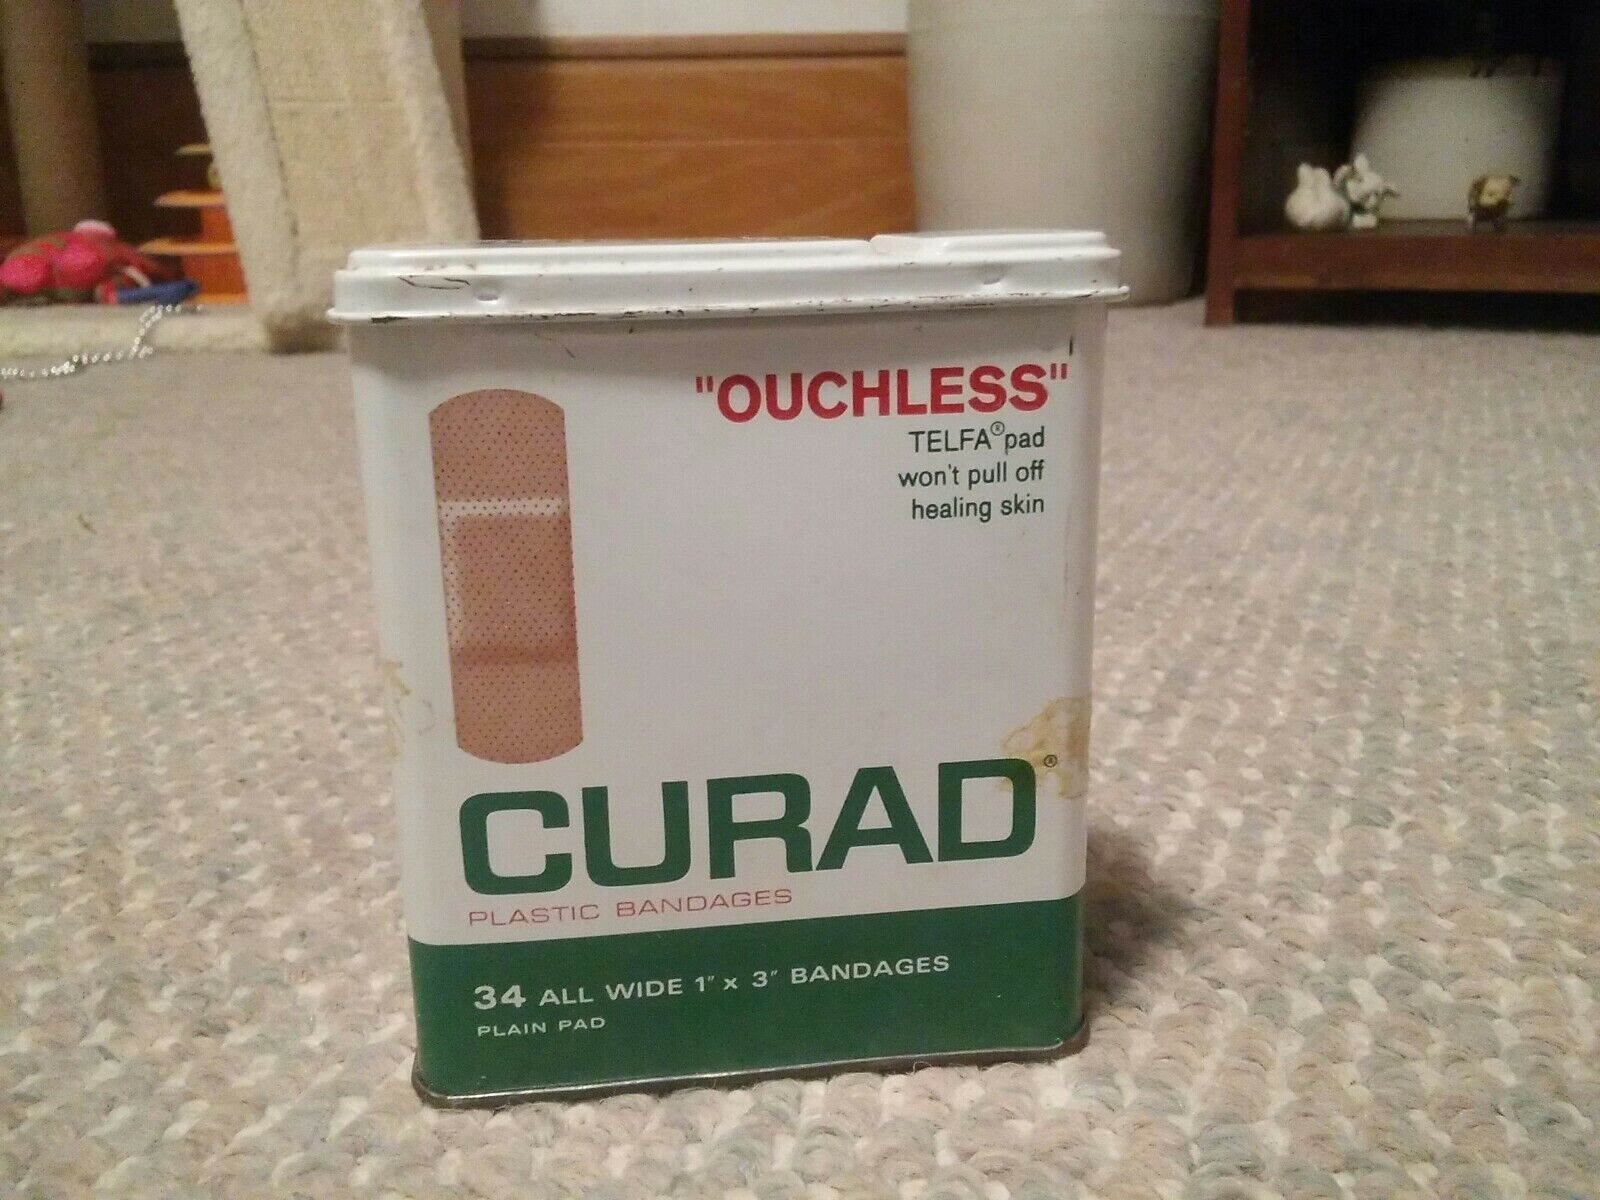 "OUCHLESS"
TELFA® pad
won't pull off
healing skin
CURAD®
PLASTIC BANDAGES
34 ALL WIDE 1" x 3" BANDAGES
PLAIN PAD